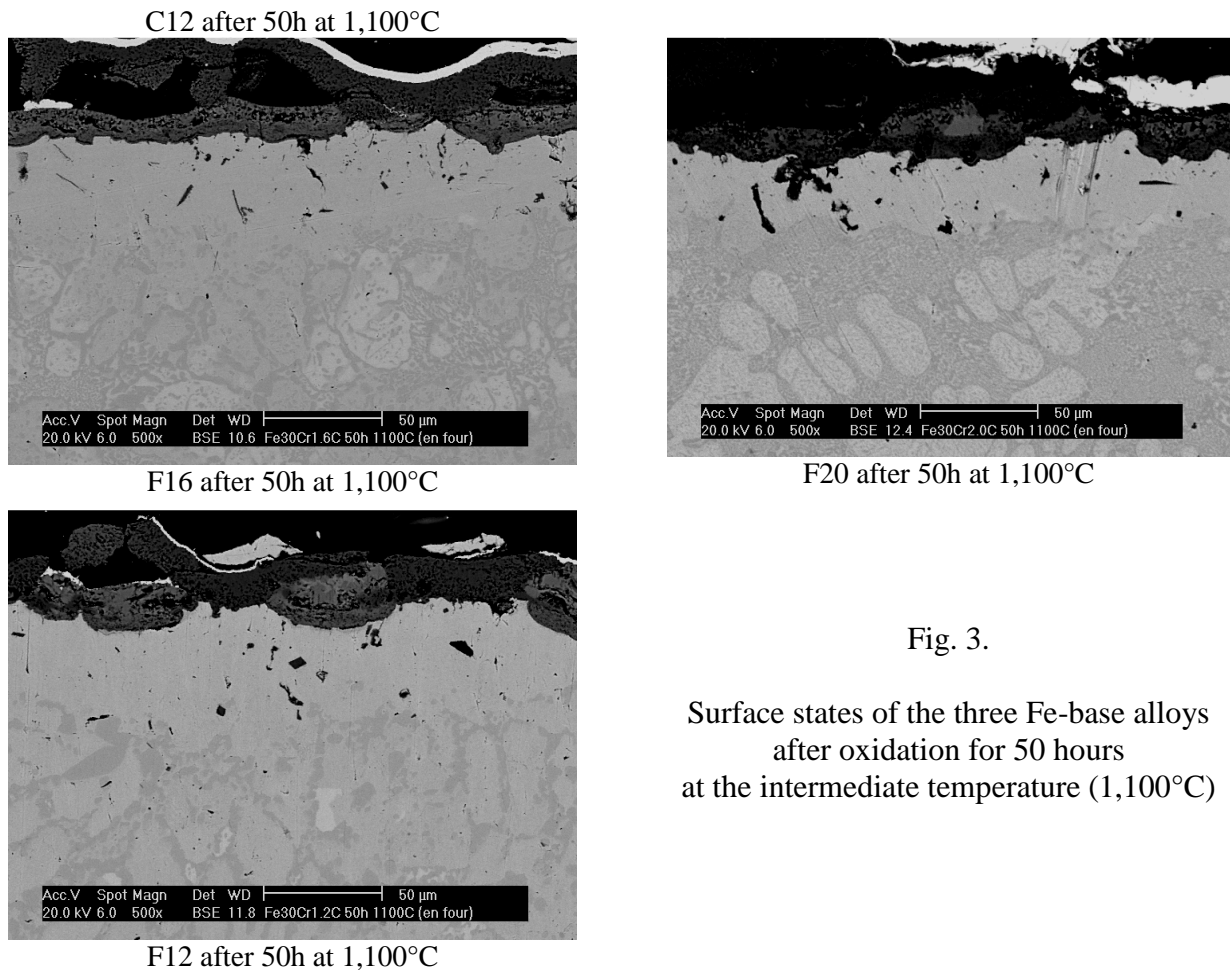 C12 after 50h at 1,100°C
Acc.V Spot Magn Det WD 50 µm
20.0 kV 6.0 500x BSE 10.6 Fe30Cr1.6C 50h 1100C (en four)
F16 after 50h at 1,100°C
Acc.V Spot Magn Det WD 50 µm
20.0 kV 6.0 500x BSE 12.4 Fe30Cr2.0C 50h 1100C (en four)
F20 after 50h at 1,100°C
Acc.V Spot Magn Det WD 50 µm
20.0 kV 6.0 500x BSE 11.8 Fe30Cr1.2C 50h 1100C (en four)
F12 after 50h at 1,100°C
Fig. 3.
Surface states of the three Fe-base alloys
after oxidation for 50 hours
at the intermediate temperature (1,100°C)